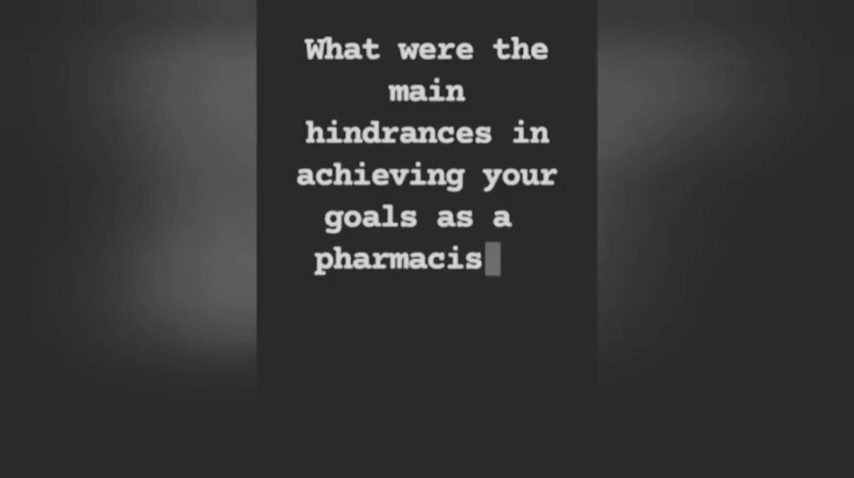 What were the
main
hindrances in
achieving your
goals as a
pharmacis